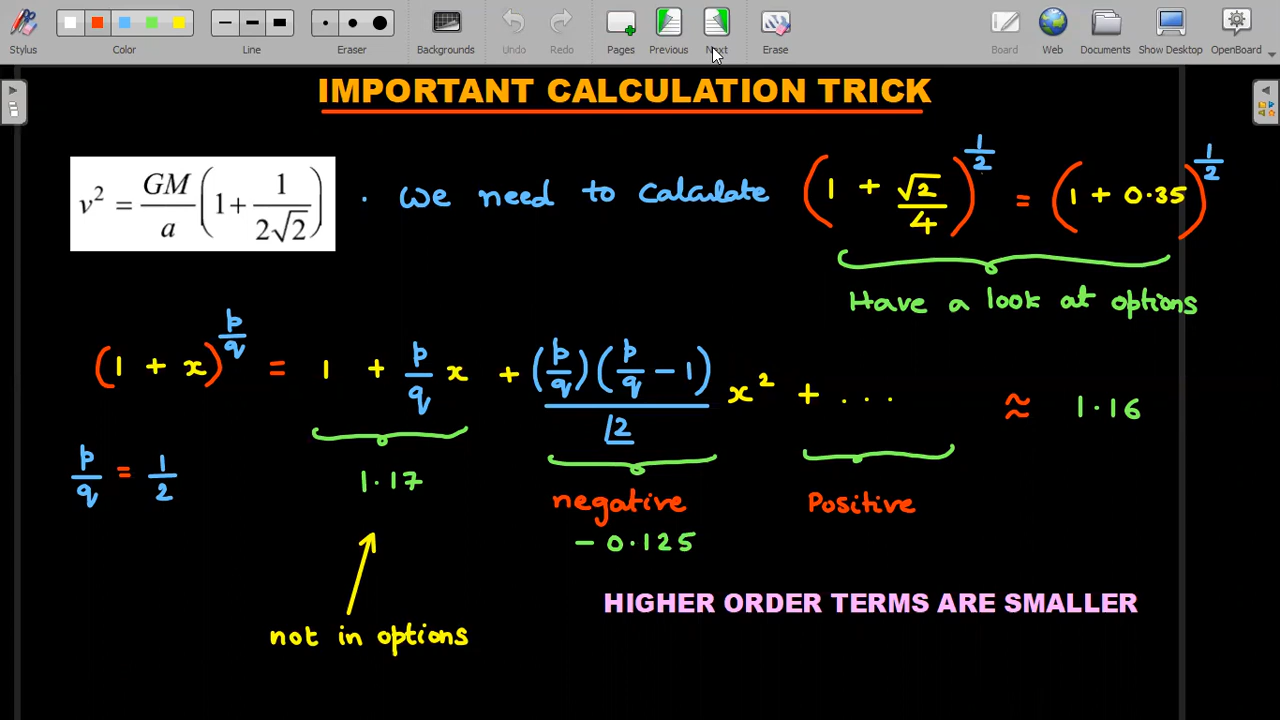 Stylus Color Line Eraser Backgrounds Undo Redo Pages Previous Next Erase Board Web Documents Show Desktop OpenBoard
IMPORTANT CALCULATION TRICK
v² = GM/a (1 + 1/(2√2)) . We need to calculate (1 + √2/4)^(1/2) = (1 + 0.35)^(1/2)
Have a look at options
(1 + x)^(p/q) = 1 + p/q x + (p/q)(p/q − 1)/⌊2 x² + ... ≈ 1.16
p/q = 1/2
1.17
negative
Positive
− 0.125
HIGHER ORDER TERMS ARE SMALLER
not in options